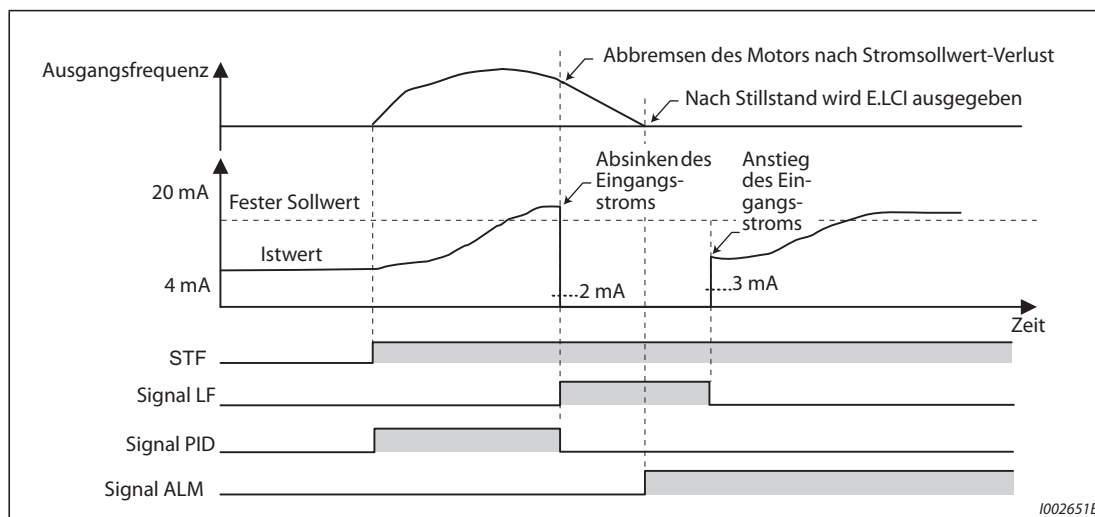 Ausgangsfrequenz
Abbremsen des Motors nach Stromsollwert-Verlust
Nach Stillstand wird E.LCI ausgegeben
20 mA
Fester Sollwert
Istwert
4 mA
Absinken des
Eingangs-
stroms
Anstieg
des Ein-
gangs-
stroms
2 mA
3 mA
Zeit
STF
Signal LF
Signal PID
Signal ALM
I002651E